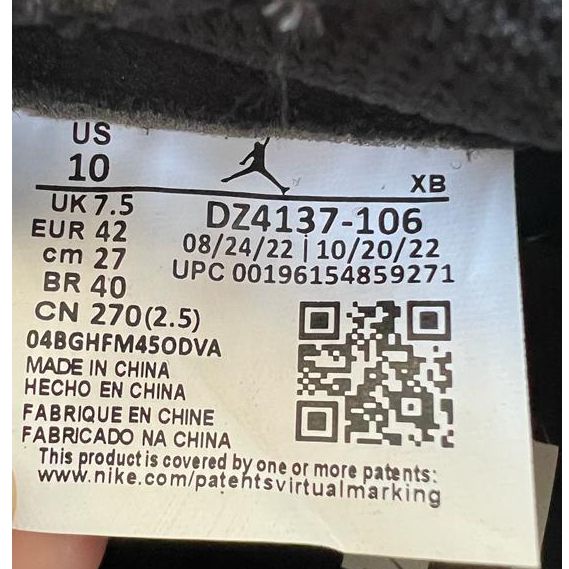 US
10
XB
UK 7.5
DZ4137-106
EUR 42
08/24/22 | 10/20/22
cm 27
UPC 00196154859271
BR 40
CN 270(2.5)
04BGHFM45ODVA
MADE IN CHINA
HECHO EN CHINA
FABRIQUE EN CHINE
FABRICADO NA CHINA
This product is covered by one or more patents:
www.nike.com/patentsvirtualmarking